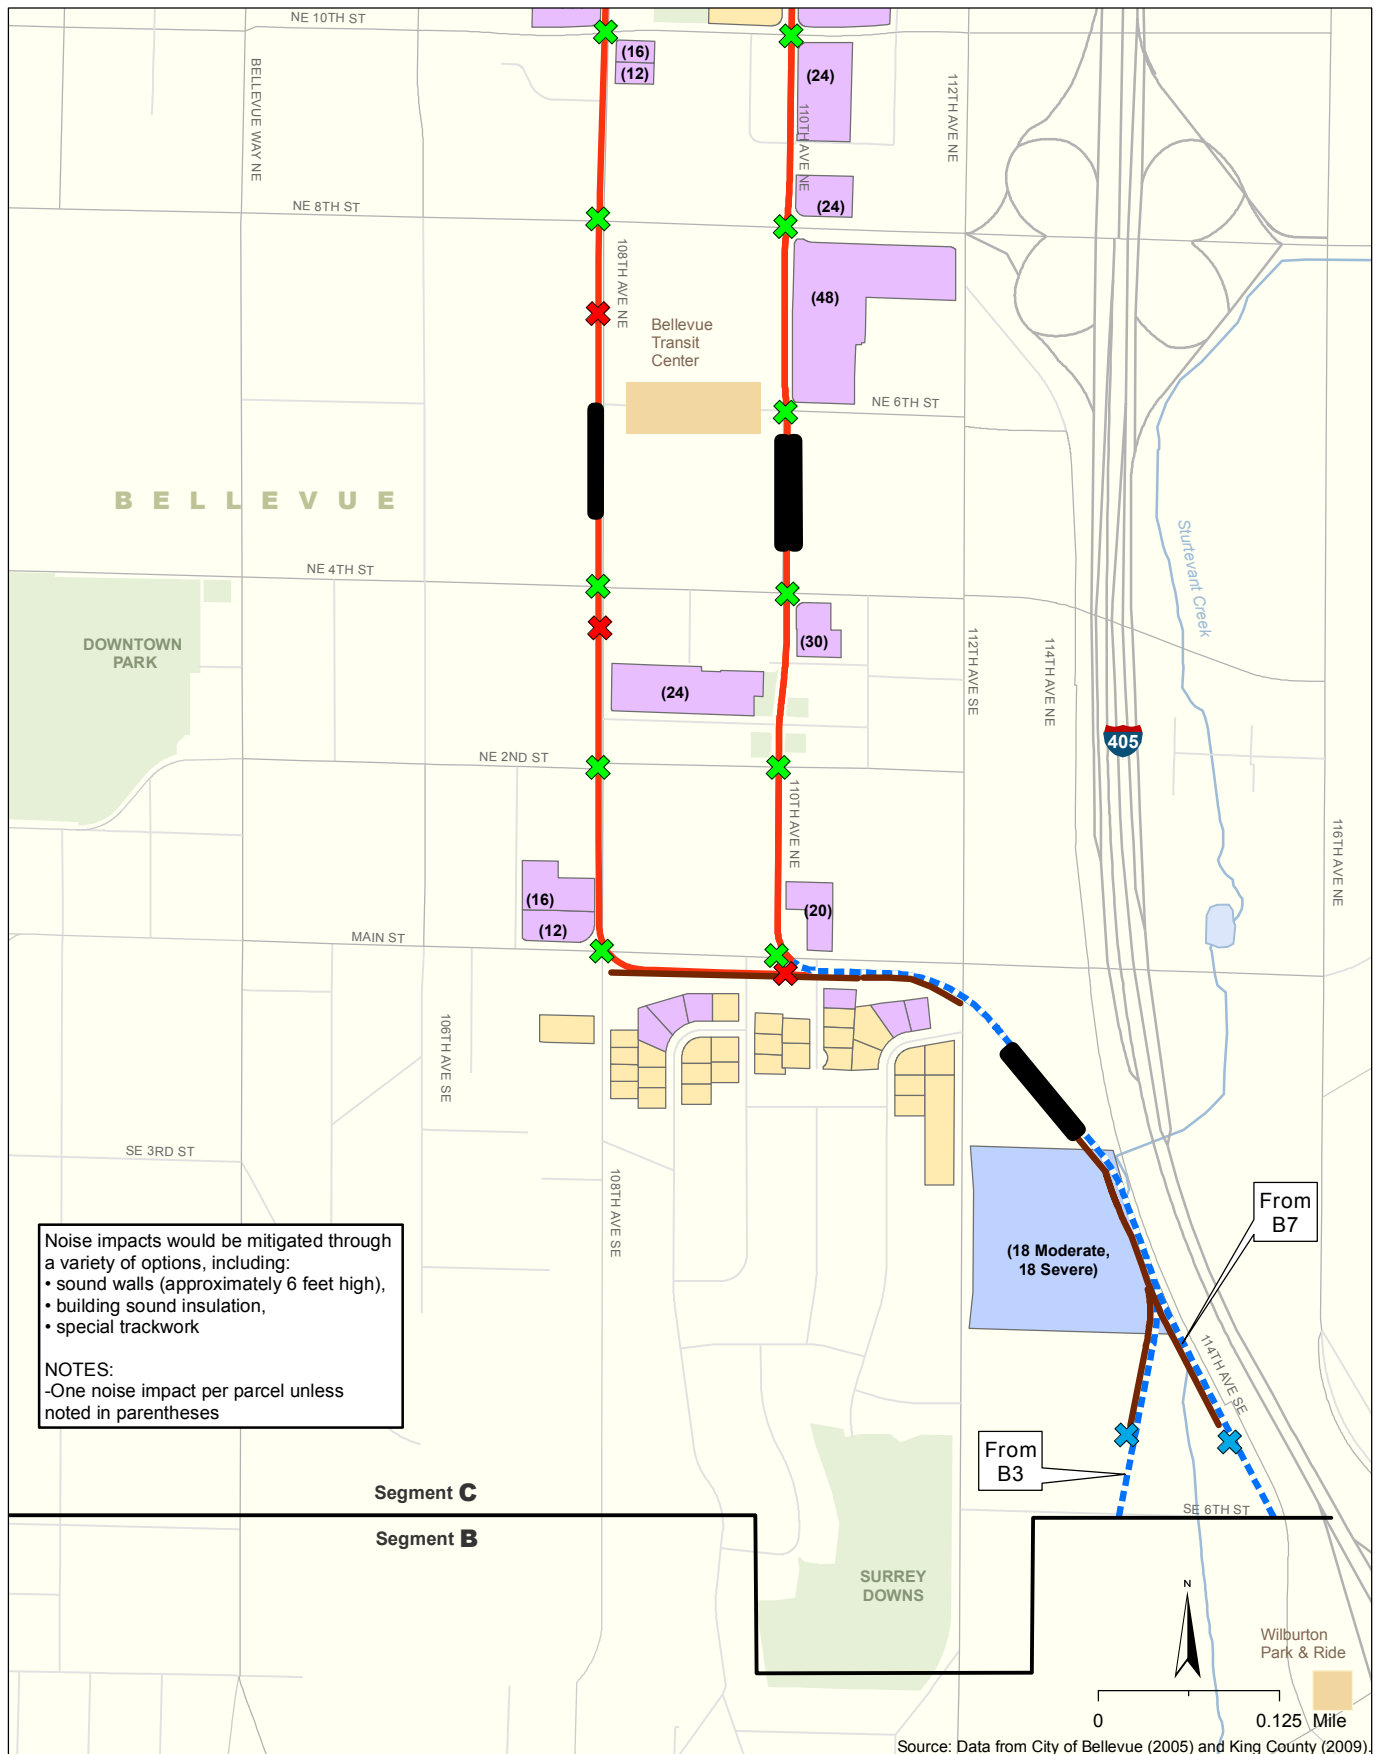 NE 10TH ST
(16)
(12)
(24)
BELLEVUE WAY NE
112TH AVE NE
110TH AVE NE
NE 8TH ST
(24)
108TH AVE NE
(48)
Bellevue
Transit
Center
NE 6TH ST
BELLEVUE
Sturtevant Creek
NE 4TH ST
DOWNTOWN
PARK
(30)
112TH AVE SE
114TH AVE NE
(24)
405
NE 2ND ST
110TH AVE NE
116TH AVE NE
(16)
(12)
(20)
MAIN ST
106TH AVE SE
SE 3RD ST
108TH AVE SE
From
B7
(18 Moderate,
18 Severe)
Noise impacts would be mitigated through
a variety of options, including:
• sound walls (approximately 6 feet high),
• building sound insulation,
• special trackwork
NOTES:
-One noise impact per parcel unless
noted in parentheses
114TH AVE SE
From
B3
Segment C
SE 6TH ST
Segment B
SURREY
DOWNS
N
Wilburton
Park & Ride
0 0.125 Mile
Source: Data from City of Bellevue (2005) and King County (2009).